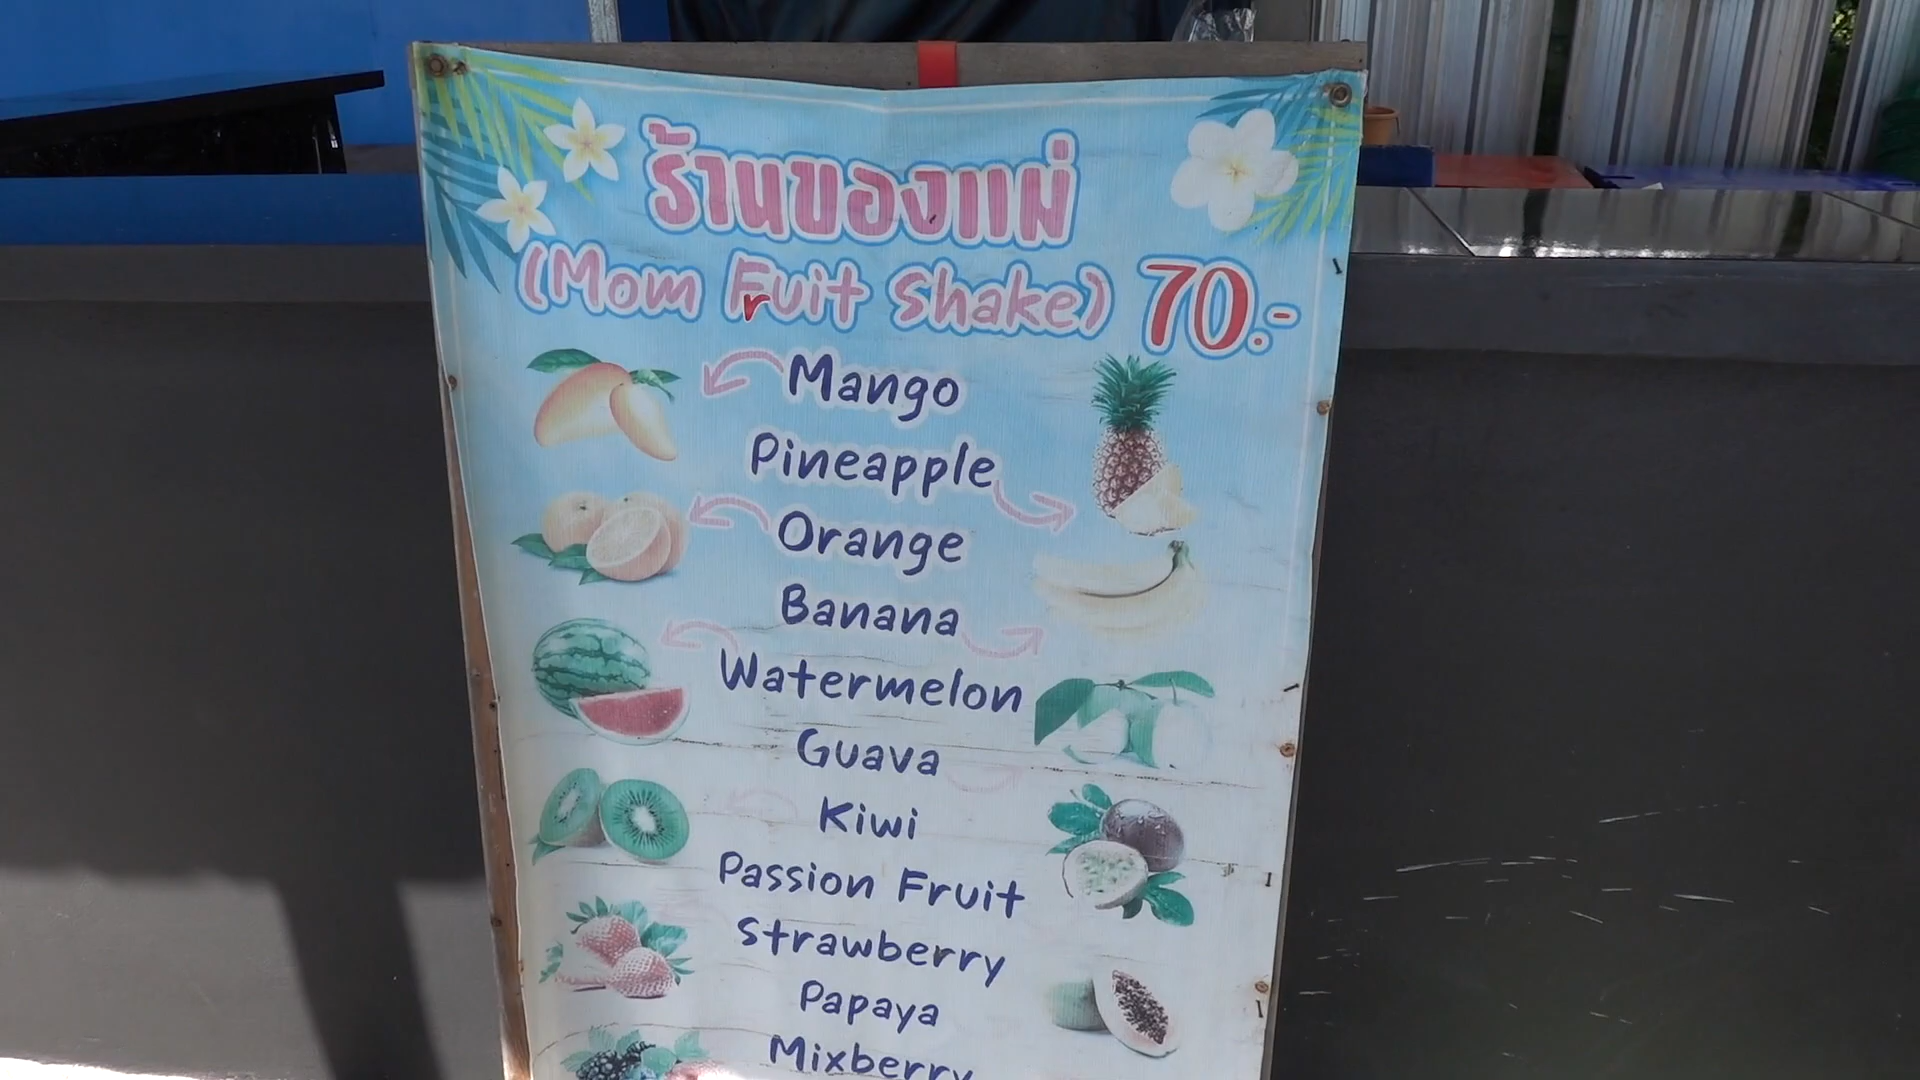 ร้านของแม่
(Mom Fruit Shake) 70.-
Mango
Pineapple
Orange
Banana
Watermelon
Guava
Kiwi
Passion Fruit
Strawberry
Papaya
Mixberry